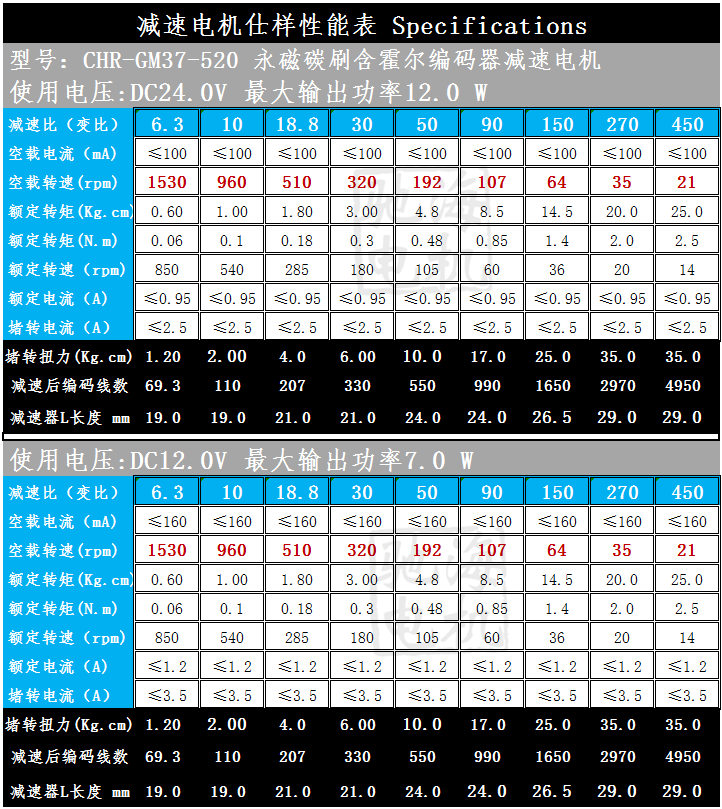 减速电机仕样性能表 Specifications
型号：CHR-GM37-520 永磁碳刷含霍尔编码器减速电机
使用电压:DC24.0V 最大输出功率12.0 W
减速比（变比） 6.3 10 18.8 30 50 90 150 270 450
空载电流（mA） ≤100 ≤100 ≤100 ≤100 ≤100 ≤100 ≤100 ≤100 ≤100
空载转速(rpm) 1530 960 510 320 192 107 64 35 21
额定转矩(Kg.cm) 0.60 1.00 1.80 3.00 4.8 8.5 14.5 20.0 25.0
额定转矩(N.m) 0.06 0.1 0.18 0.3 0.48 0.85 1.4 2.0 2.5
额定转速（rpm) 850 540 285 180 105 60 36 20 14
额定电流（A） ≤0.95 ≤0.95 ≤0.95 ≤0.95 ≤0.95 ≤0.95 ≤0.95 ≤0.95 ≤0.95
堵转电流（A） ≤2.5 ≤2.5 ≤2.5 ≤2.5 ≤2.5 ≤2.5 ≤2.5 ≤2.5 ≤2.5
堵转扭力(Kg.cm) 1.20 2.00 4.0 6.00 10.0 17.0 25.0 35.0 35.0
减速后编码线数 69.3 110 207 330 550 990 1650 2970 4950
减速器L长度 mm 19.0 19.0 21.0 21.0 24.0 24.0 26.5 29.0 29.0
驰海
电机
使用电压:DC12.0V 最大输出功率7.0 W
减速比（变比） 6.3 10 18.8 30 50 90 150 270 450
空载电流（mA） ≤160 ≤160 ≤160 ≤160 ≤160 ≤160 ≤160 ≤160 ≤160
空载转速(rpm) 1530 960 510 320 192 107 64 35 21
额定转矩(Kg.cm) 0.60 1.00 1.80 3.00 4.8 8.5 14.5 20.0 25.0
额定转矩(N.m) 0.06 0.1 0.18 0.3 0.48 0.85 1.4 2.0 2.5
额定转速（rpm) 850 540 285 180 105 60 36 20 14
额定电流（A） ≤1.2 ≤1.2 ≤1.2 ≤1.2 ≤1.2 ≤1.2 ≤1.2 ≤1.2 ≤1.2
堵转电流（A） ≤3.5 ≤3.5 ≤3.5 ≤3.5 ≤3.5 ≤3.5 ≤3.5 ≤3.5 ≤3.5
堵转扭力(Kg.cm) 1.20 2.00 4.0 6.00 10.0 17.0 25.0 35.0 35.0
减速后编码线数 69.3 110 207 330 550 990 1650 2970 4950
减速器L长度 mm 19.0 19.0 21.0 21.0 24.0 24.0 26.5 29.0 29.0
驰海
电机